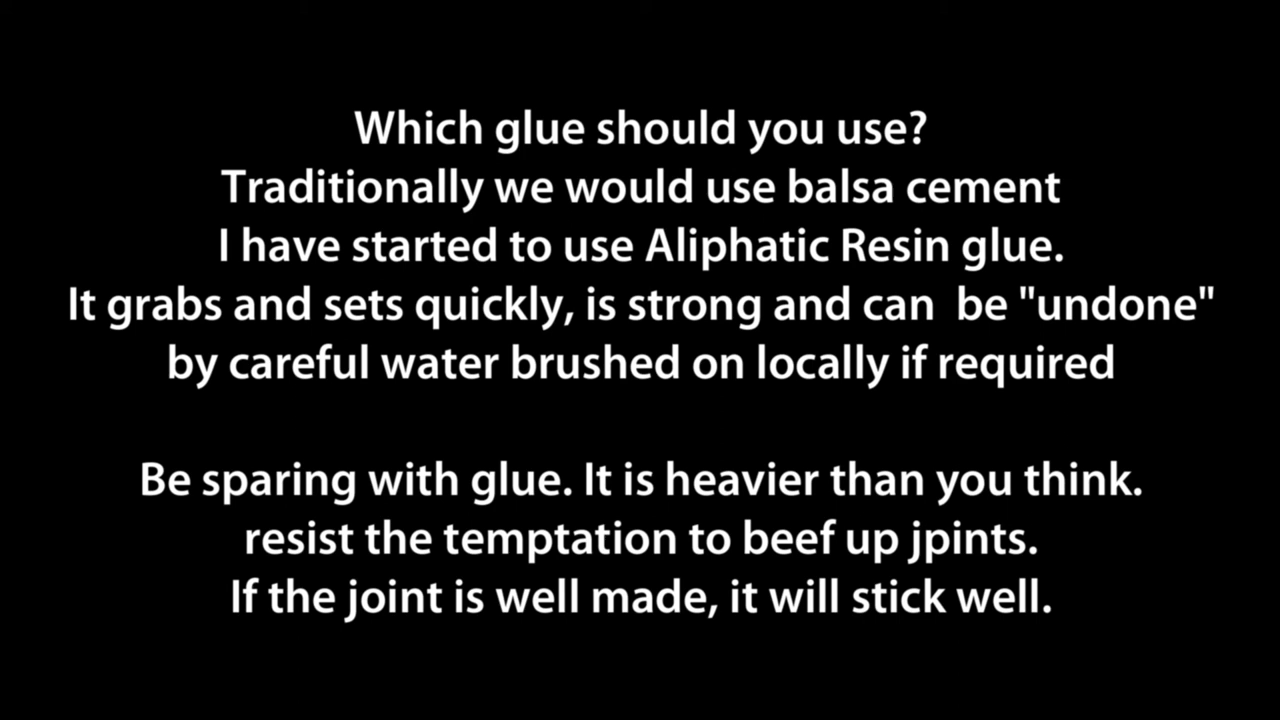 Which glue should you use?
Traditionally we would use balsa cement
I have started to use Aliphatic Resin glue.
It grabs and sets quickly, is strong and can  be "undone"
by careful water brushed on locally if required
Be sparing with glue. It is heavier than you think.
resist the temptation to beef up jpints.
If the joint is well made, it will stick well.